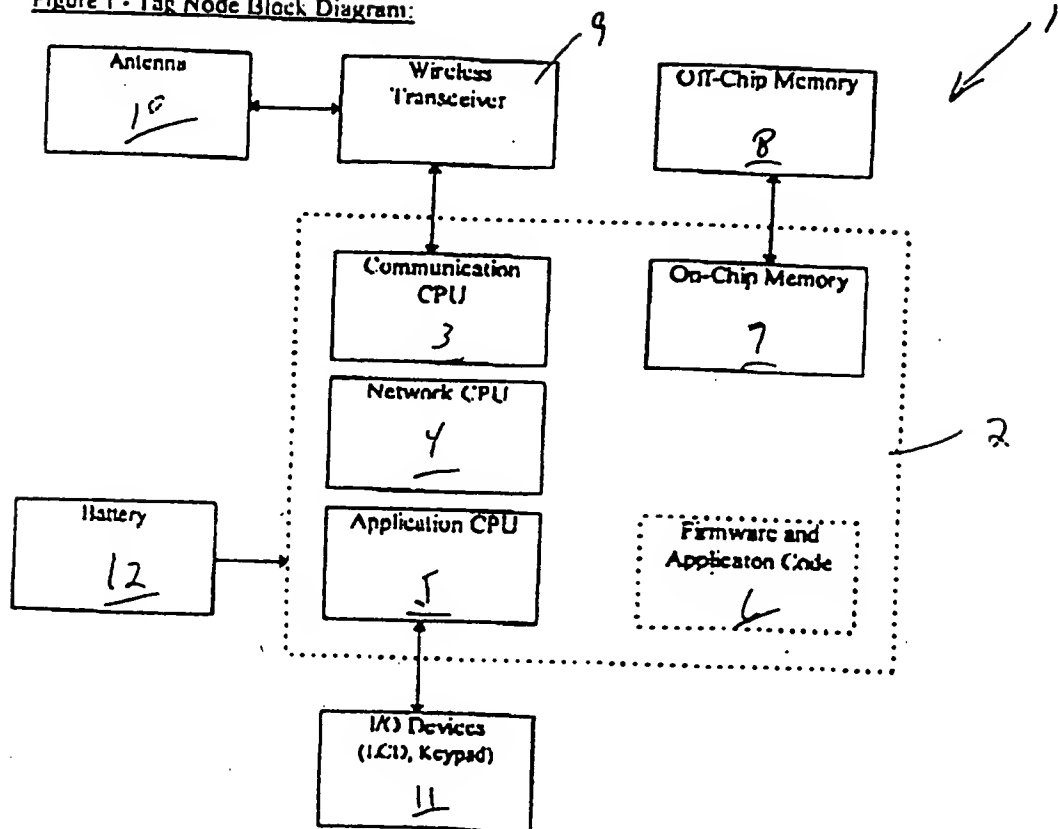 Figure 1 - Tag Node Block Diagram:
1
9
Antenna
10
Wireless
Transceiver
Off-Chip Memory
8
Communication
CPU
3
On-Chip Memory
7
Network CPU
4
2
Battery
12
Application CPU
5
Firmware and
Applicaton Code
6
I/O Devices
(LCD, Keypad)
11